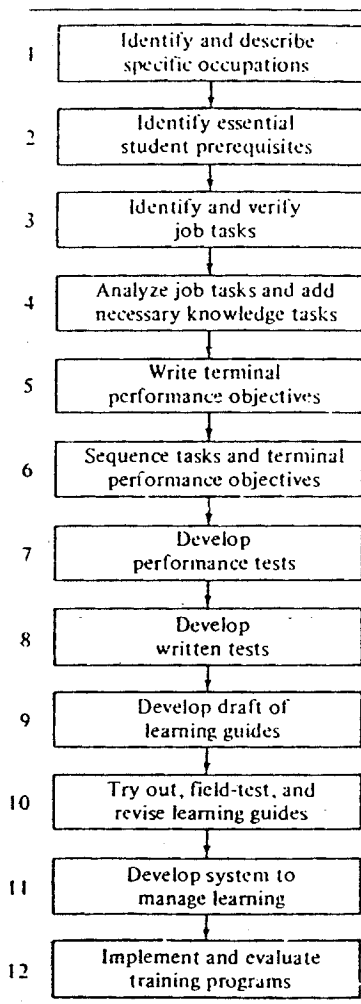 1
Identify and describe
specific occupations
2
Identify essential
student prerequisites
3
Identify and verify
job tasks
4
Analyze job tasks and add
necessary knowledge tasks
5
Write terminal
performance objectives
6
Sequence tasks and terminal
performance objectives
7
Develop
performance tests
8
Develop
written tests
9
Develop draft of
learning guides
10
Try out, field-test, and
revise learning guides
11
Develop system to
manage learning
12
Implement and evaluate
training programs